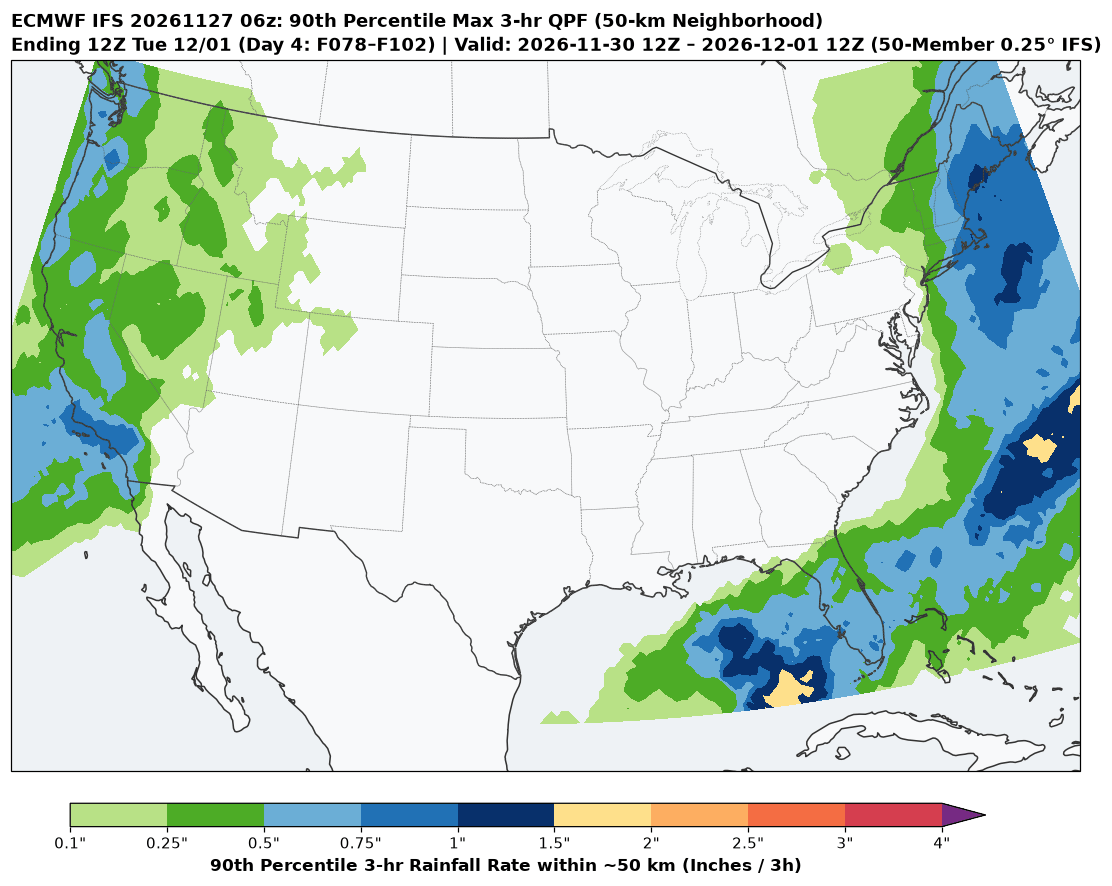 ECMWF IFS 20261127 06z: 90th Percentile Max 3-hr QPF (50-km Neighborhood)
Ending 12Z Tue 12/01 (Day 4: F078–F102) | Valid: 2026-11-30 12Z – 2026-12-01 12Z (50-Member 0.25° IFS)
0.1" 0.25" 0.5" 0.75" 1" 1.5" 2" 2.5" 3" 4"
90th Percentile 3-hr Rainfall Rate within ~50 km (Inches / 3h)